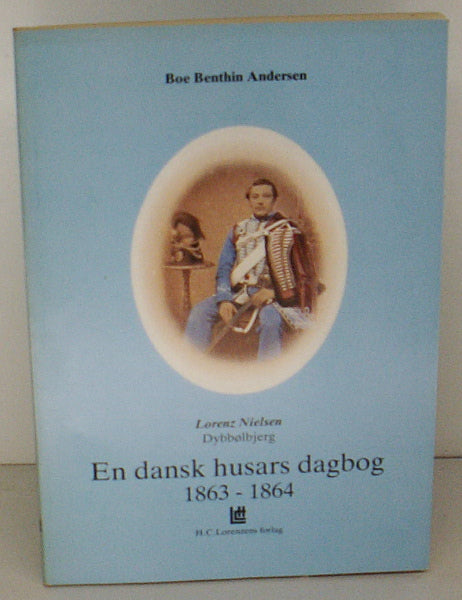 Boe Benthin Andersen
Lorenz Nielsen
Dybbølbjerg
En dansk husars dagbog
1863 - 1864
H.C. Lorenzens forlag